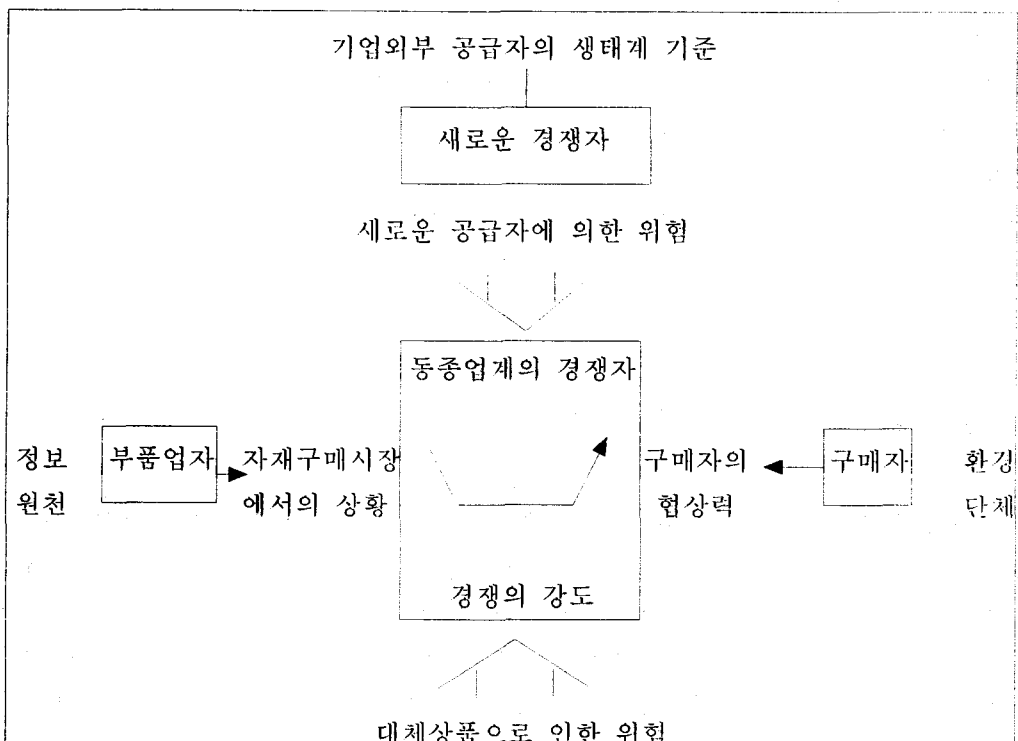 기업외부 공급자의 생태계 기준
새로운 경쟁자
새로운 공급자에 의한 위험
동종업계의 경쟁자
정보
원천
부품업자
자재구매시장
에서의 상황
구매자의
협상력
구매자
환경
단체
경쟁의 강도
대체상품으로 인한 위험